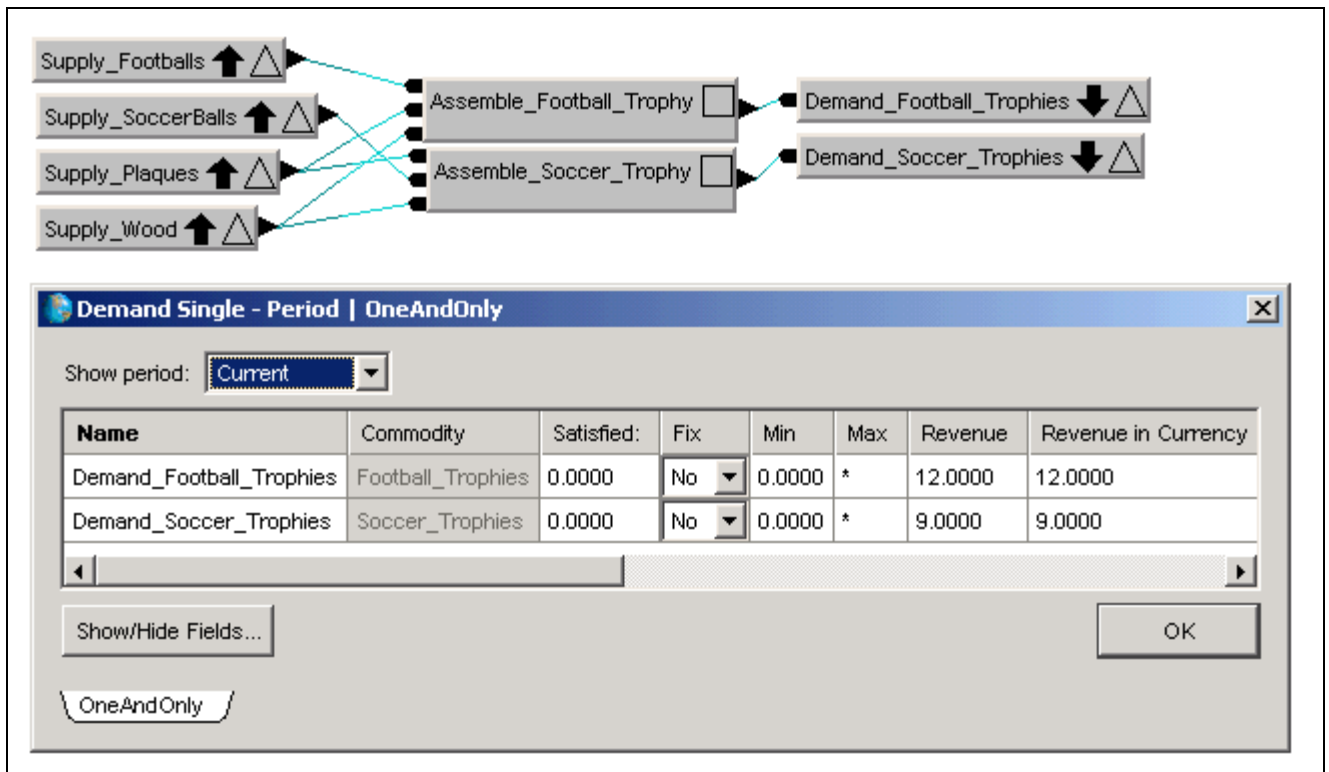 Supply_Footballs
Supply_SoccerBalls
Supply_Plaques
Supply_Wood
Assemble_Football_Trophy
Assemble_Soccer_Trophy
Demand_Football_Trophies
Demand_Soccer_Trophies
Demand Single - Period | OneAndOnly
Show period: Current
Name Commodity Satisfied: Fix Min Max Revenue Revenue in Currency
Demand_Football_Trophies Football_Trophies 0.0000 No 0.0000 * 12.0000 12.0000
Demand_Soccer_Trophies Soccer_Trophies 0.0000 No 0.0000 * 9.0000 9.0000
Show/Hide Fields... OK
OneAndOnly